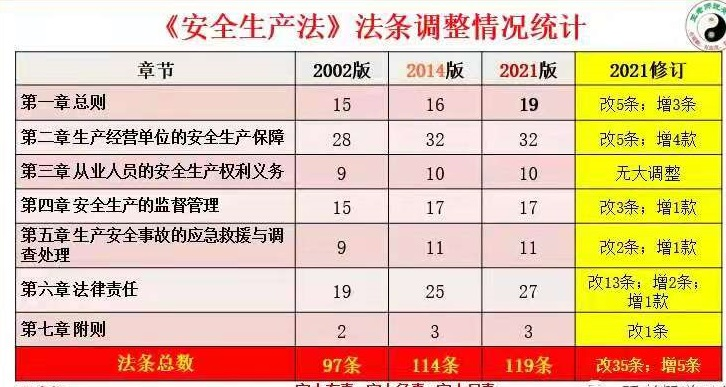 《安全生产法》法条调整情况统计
章节 2002版 2014版 2021版 2021修订
第一章 总则 15 16 19 改5条；增3条
第二章 生产经营单位的安全生产保障 28 32 32 改5条；增4款
第三章 从业人员的安全生产权利义务 9 10 10 无大调整
第四章 安全生产的监督管理 15 17 17 改3条；增1款
第五章 生产安全事故的应急救援与调
查处理 9 11 11 改2条；增1款
第六章 法律责任 19 25 27 改13条；增2条；
增1款
第七章 附则 2 3 3 改1条
法条总数 97条 114条 119条 改35条；增5条